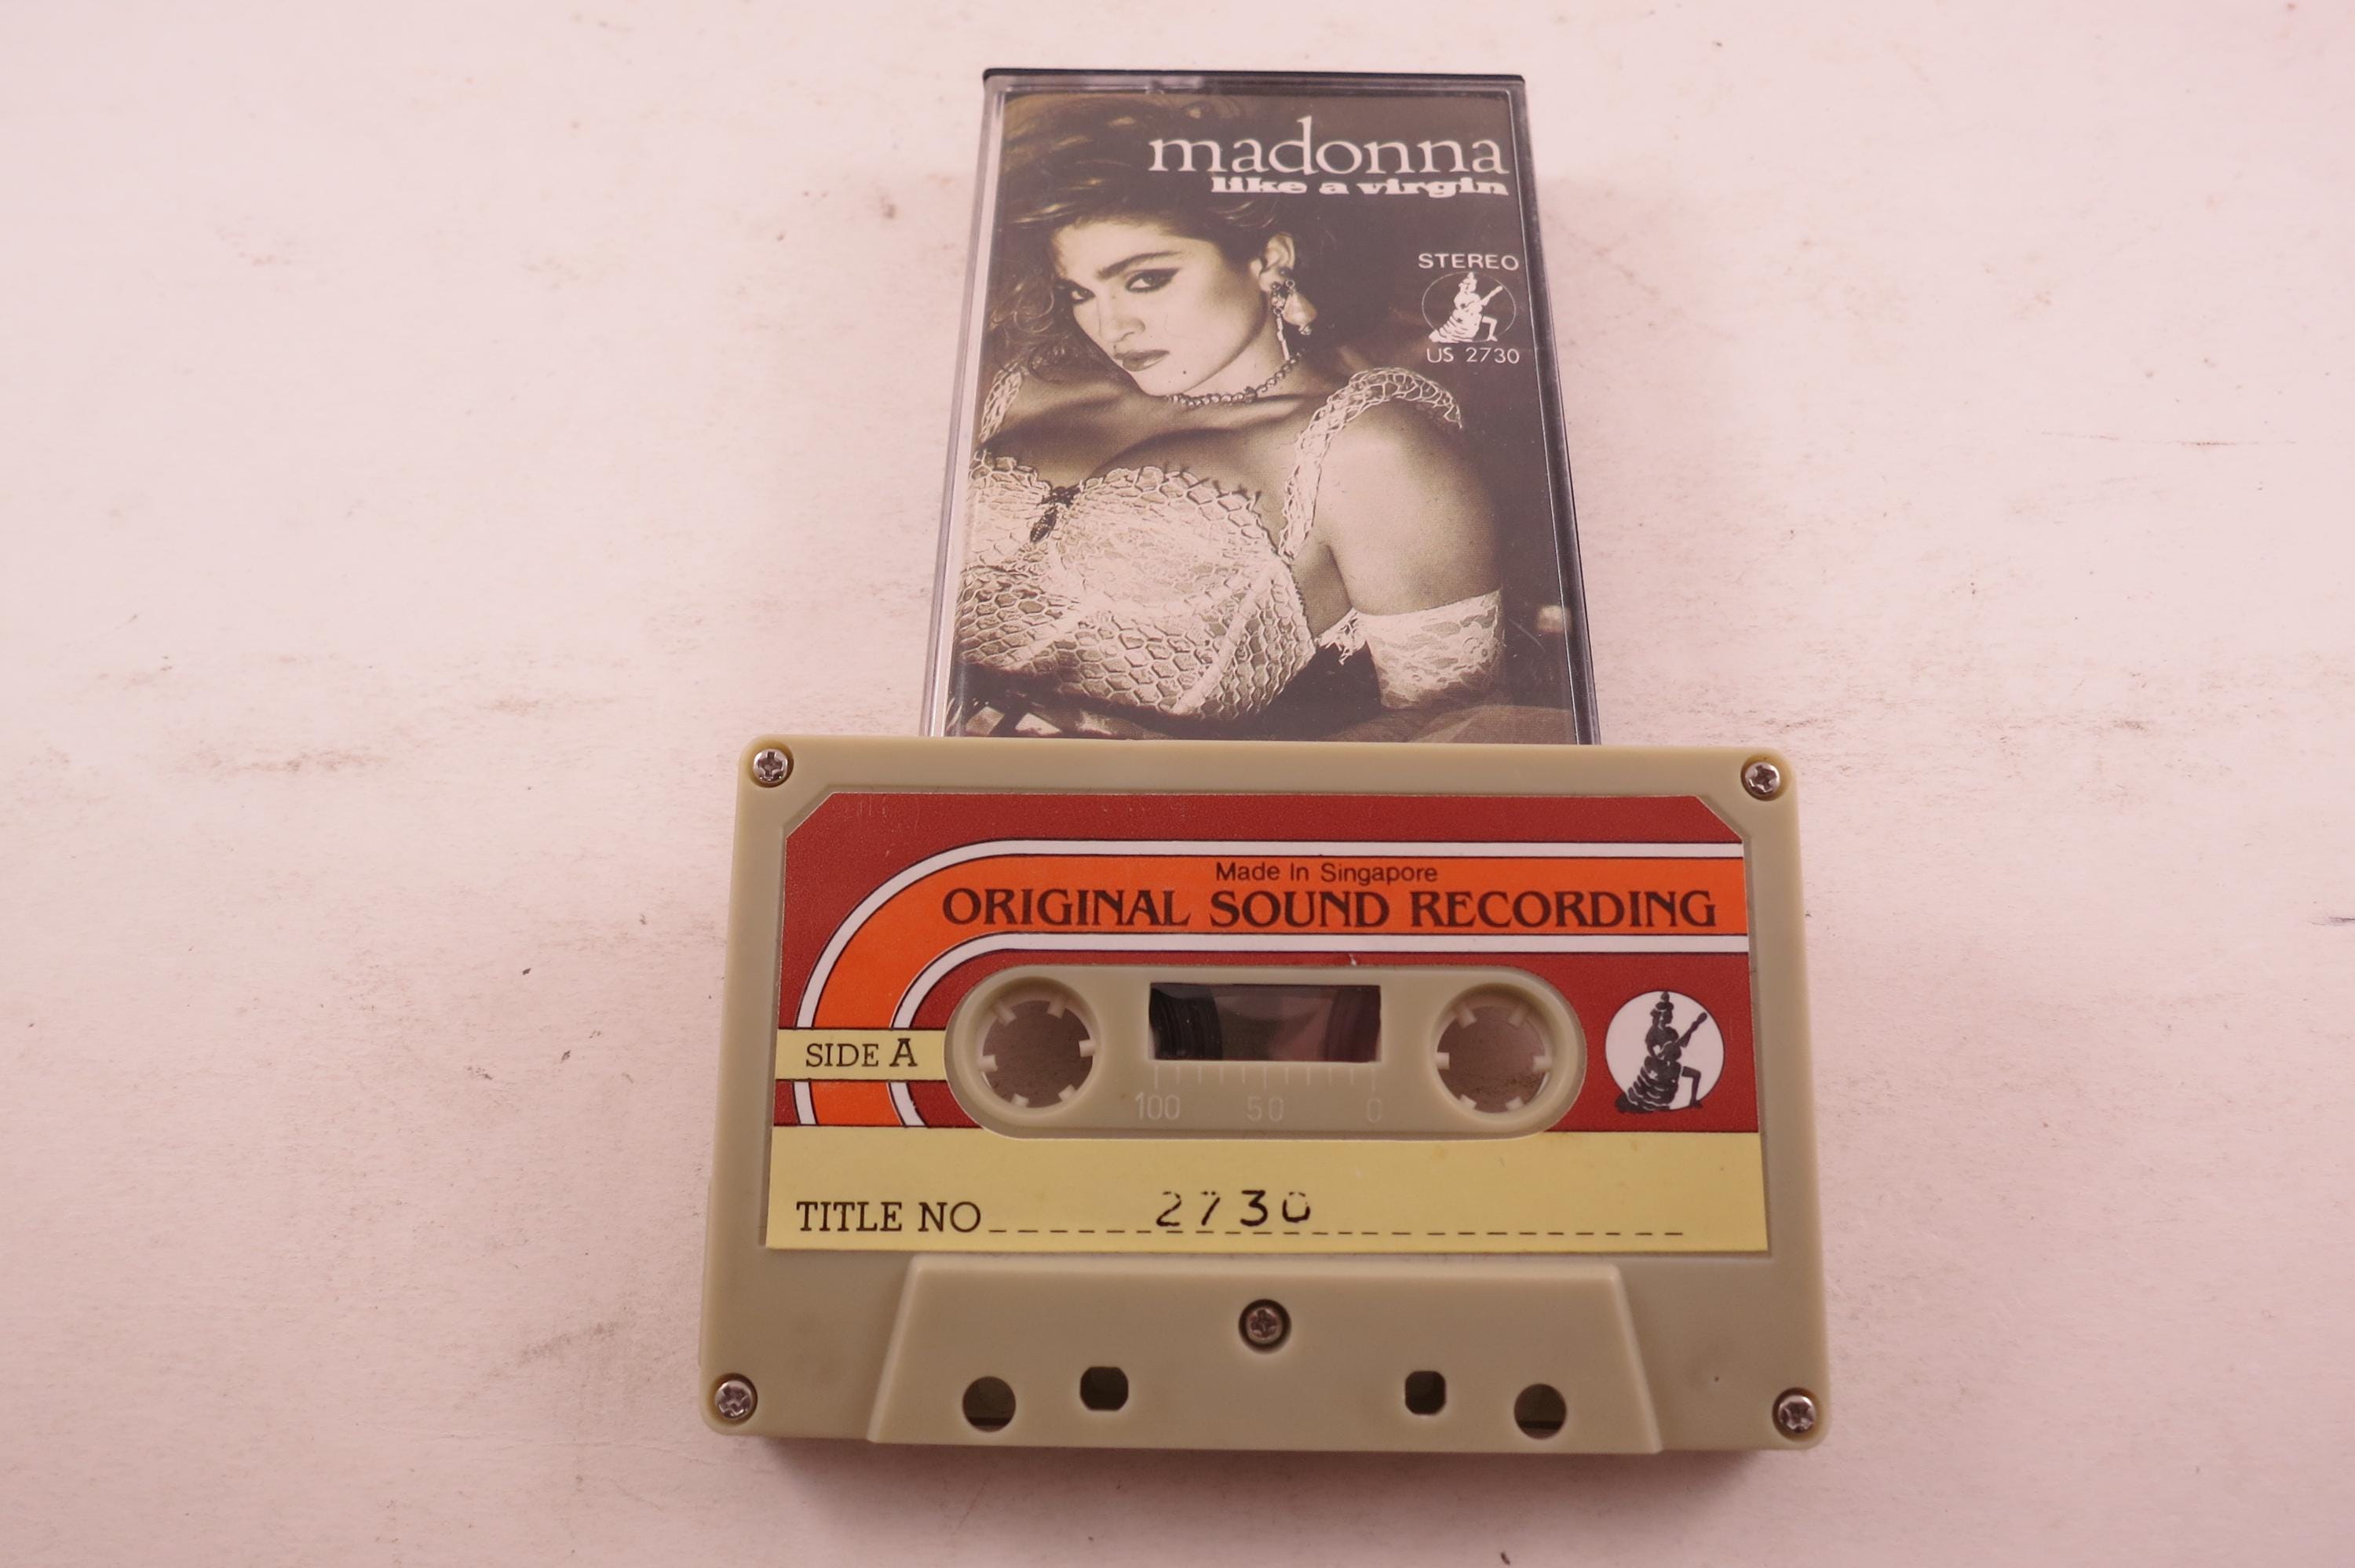 madonna
like a virgin
STEREO
US 2730
Made In Singapore
ORIGINAL SOUND RECORDING
SIDE A
100 50 0
TITLE NO 2730